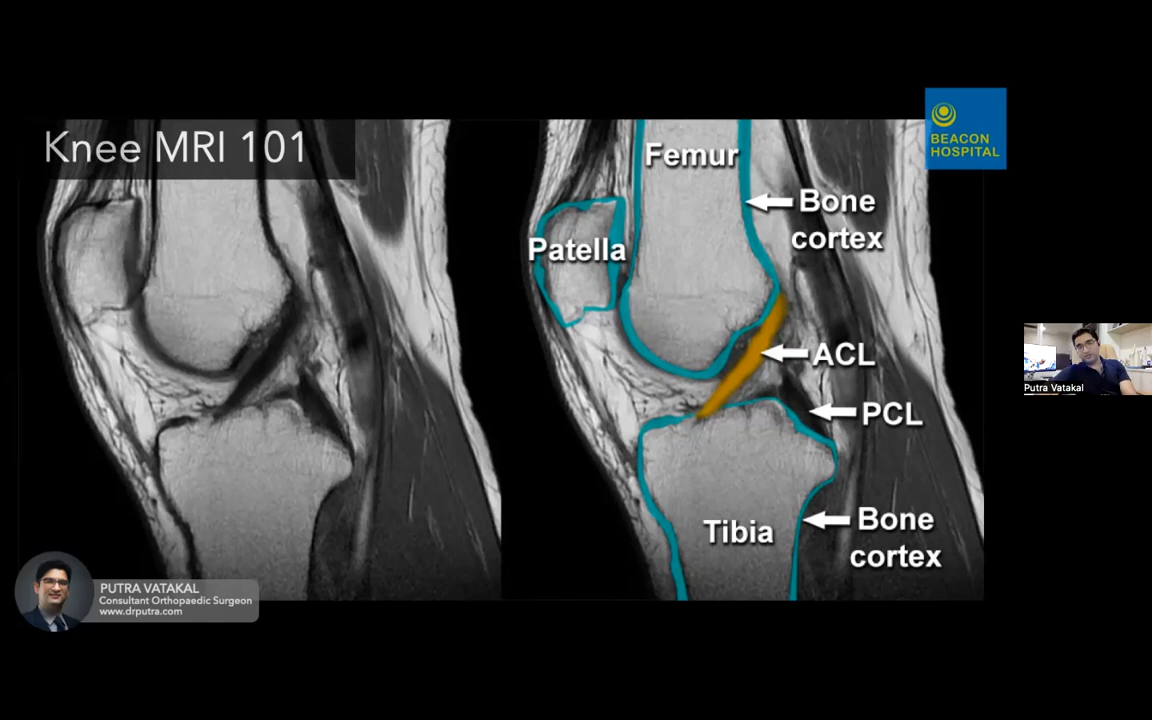 Knee MRI 101
BEACON
HOSPITAL
Femur
Bone
cortex
Patella
ACL
PCL
Tibia
Bone
cortex
PUTRA VATAKAL
Consultant Orthopaedic Surgeon
www.drputra.com
Putra Vatakal